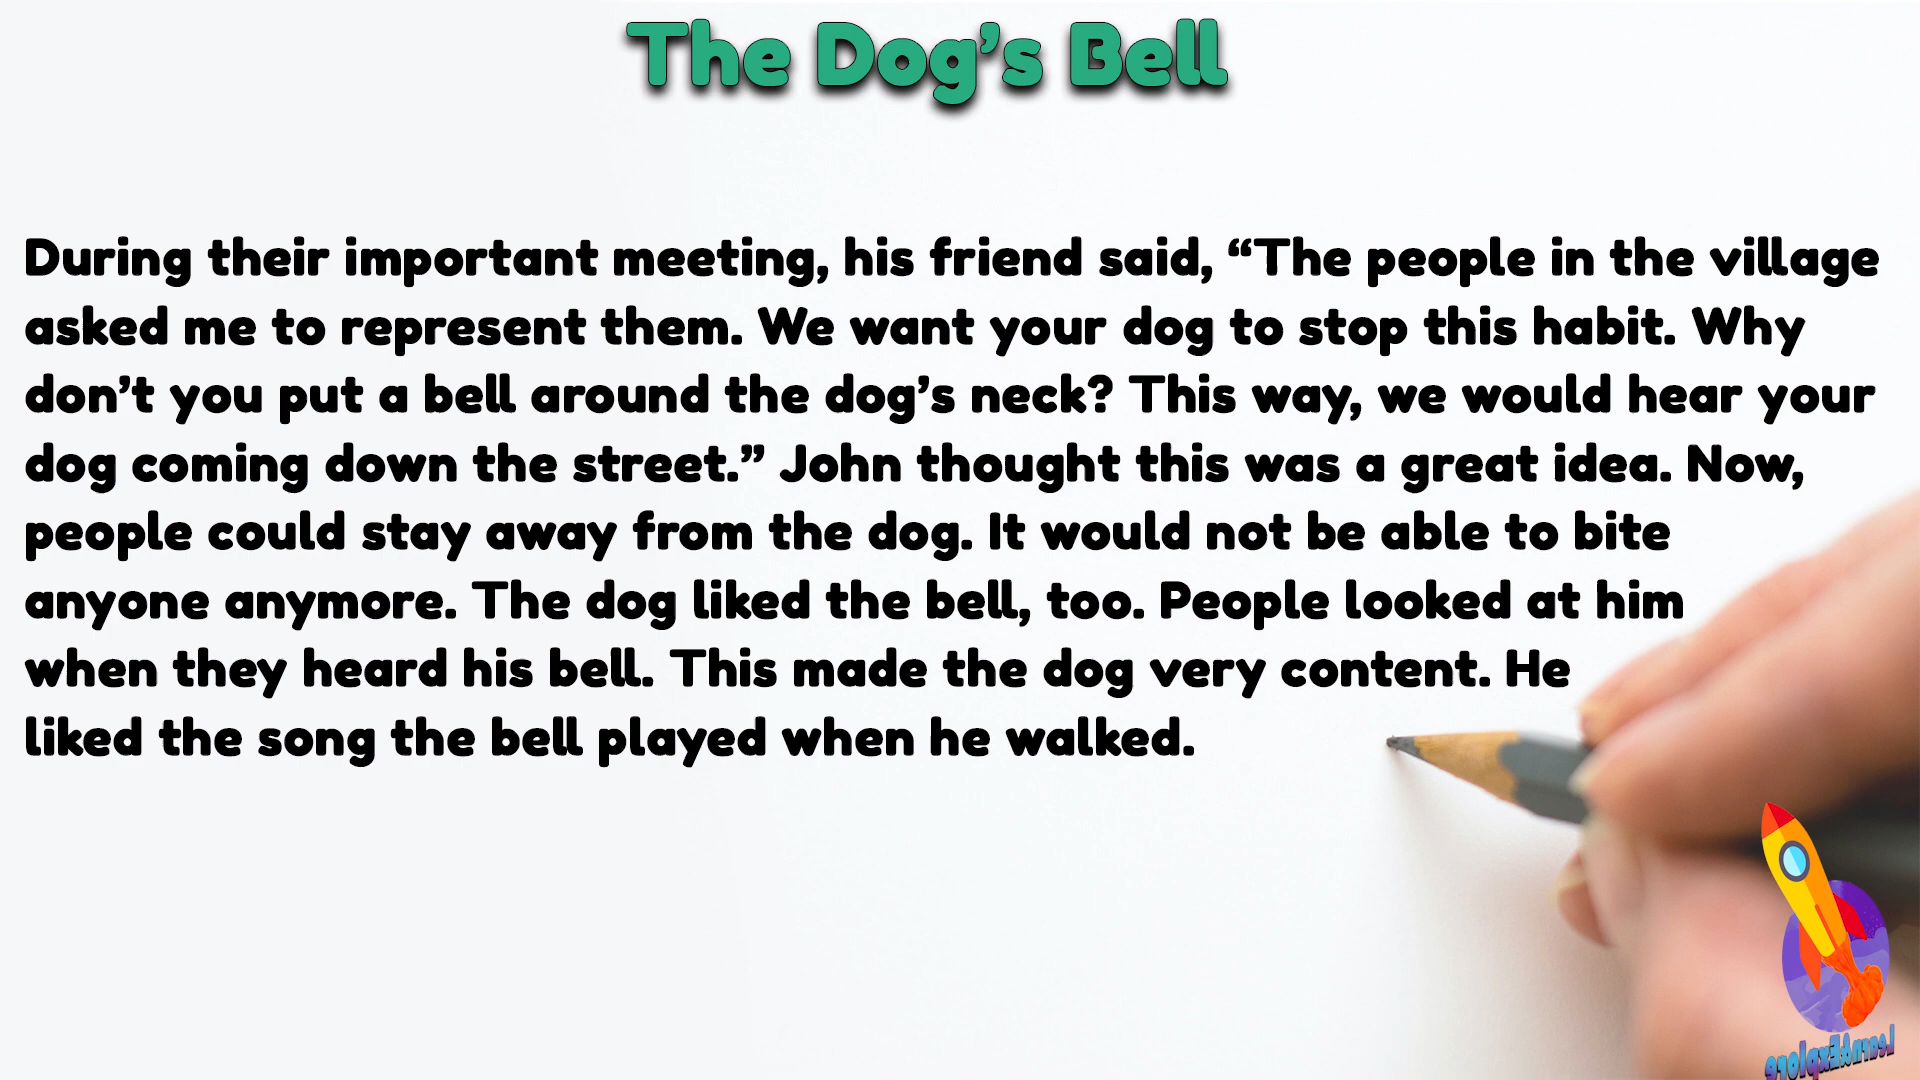 The Dog’s Bell
During their important meeting, his friend said, “The people in the village
asked me to represent them. We want your dog to stop this habit. Why
don’t you put a bell around the dog’s neck? This way, we would hear your
dog coming down the street.” John thought this was a great idea. Now,
people could stay away from the dog. It would not be able to bite
anyone anymore. The dog liked the bell, too. People looked at him
when they heard his bell. This made the dog very content. He
liked the song the bell played when he walked.
Learn&Explore